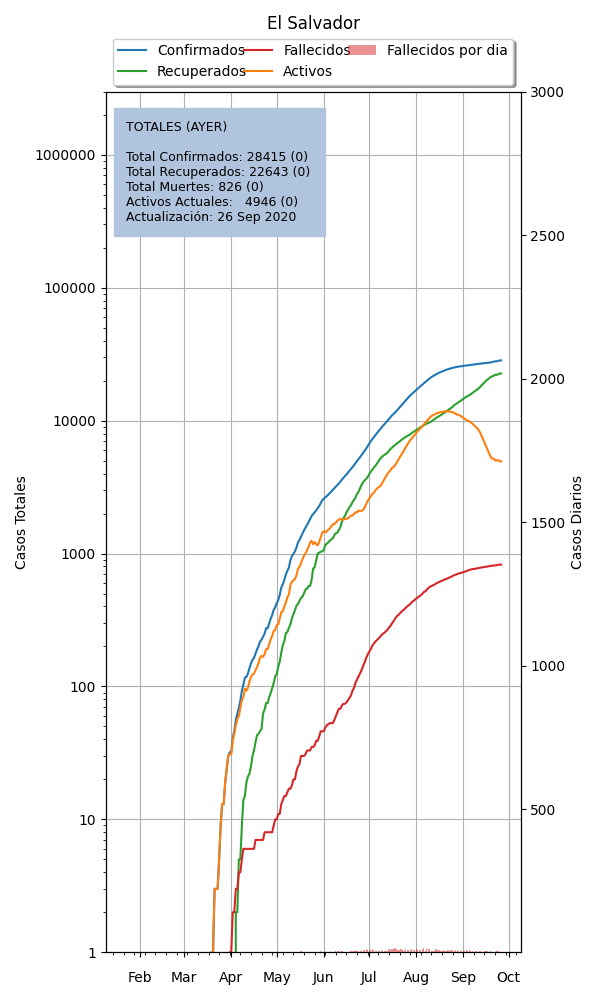 El Salvador
Confirmados
Recuperados
Fallecidos
Activos
Fallecidos por dia
TOTALES (AYER)
Total Confirmados: 28415 (0)
Total Recuperados: 22643 (0)
Total Muertes: 826 (0)
Activos Actuales:   4946 (0)
Actualización: 26 Sep 2020
Casos Totales
1000000
100000
10000
1000
100
10
1
3000
2500
2000
1500
1000
500
Casos Diarios
Feb Mar Apr May Jun Jul Aug Sep Oct